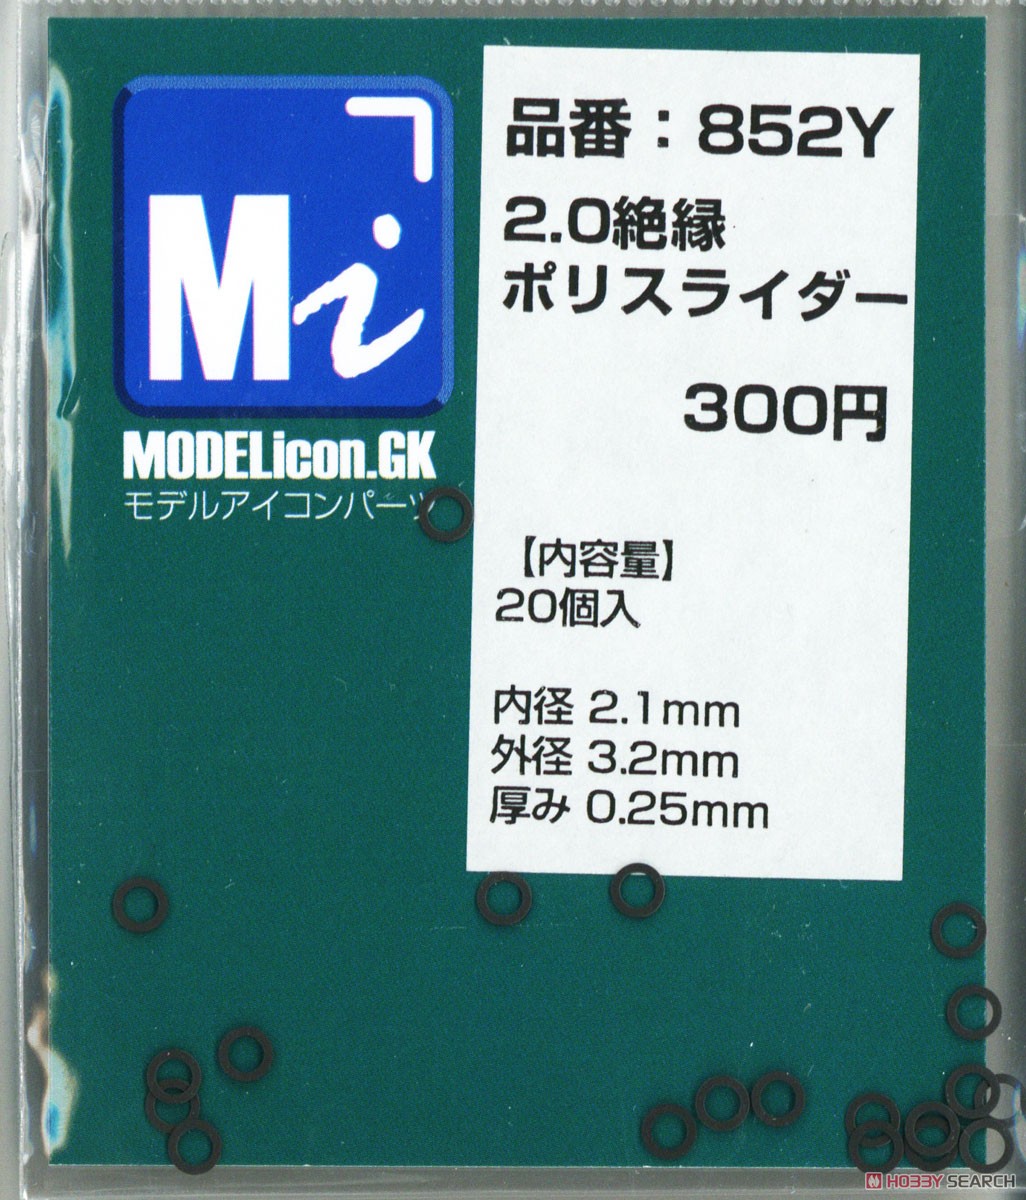 Mi
MODELicon.GK
モデルアイコンパーツ
品番：852Y
2.0絶縁
ポリスライダー
300円
【内容量】
20個入
内径 2.1mm
外径 3.2mm
厚み 0.25mm
HOBBY SEARCH